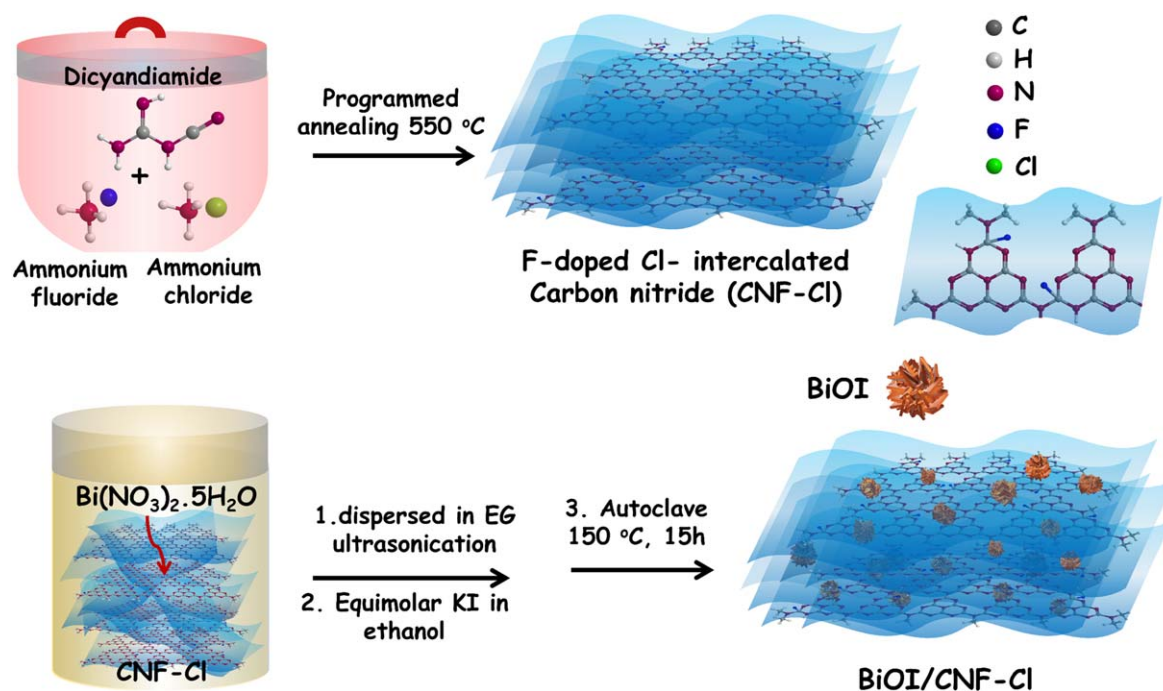 Dicyandiamide
+
Ammonium
fluoride
Ammonium
chloride
Programmed
annealing 550 ᵒC
F-doped Cl- intercalated
Carbon nitride (CNF-Cl)
C
H
N
F
Cl
BiOI
Bi(NO₃)₂.5H₂O
CNF-Cl
1.dispersed in EG
ultrasonication
2. Equimolar KI in
ethanol
3. Autoclave
150 ᵒC, 15h
BiOI/CNF-Cl